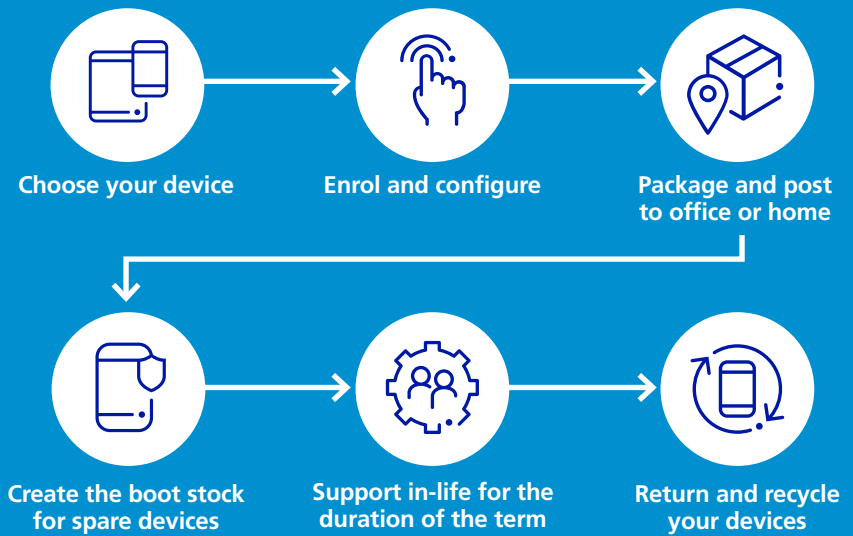 Choose your device
Enrol and configure
Package and post
to office or home
Create the boot stock
for spare devices
Support in-life for the
duration of the term
Return and recycle
your devices